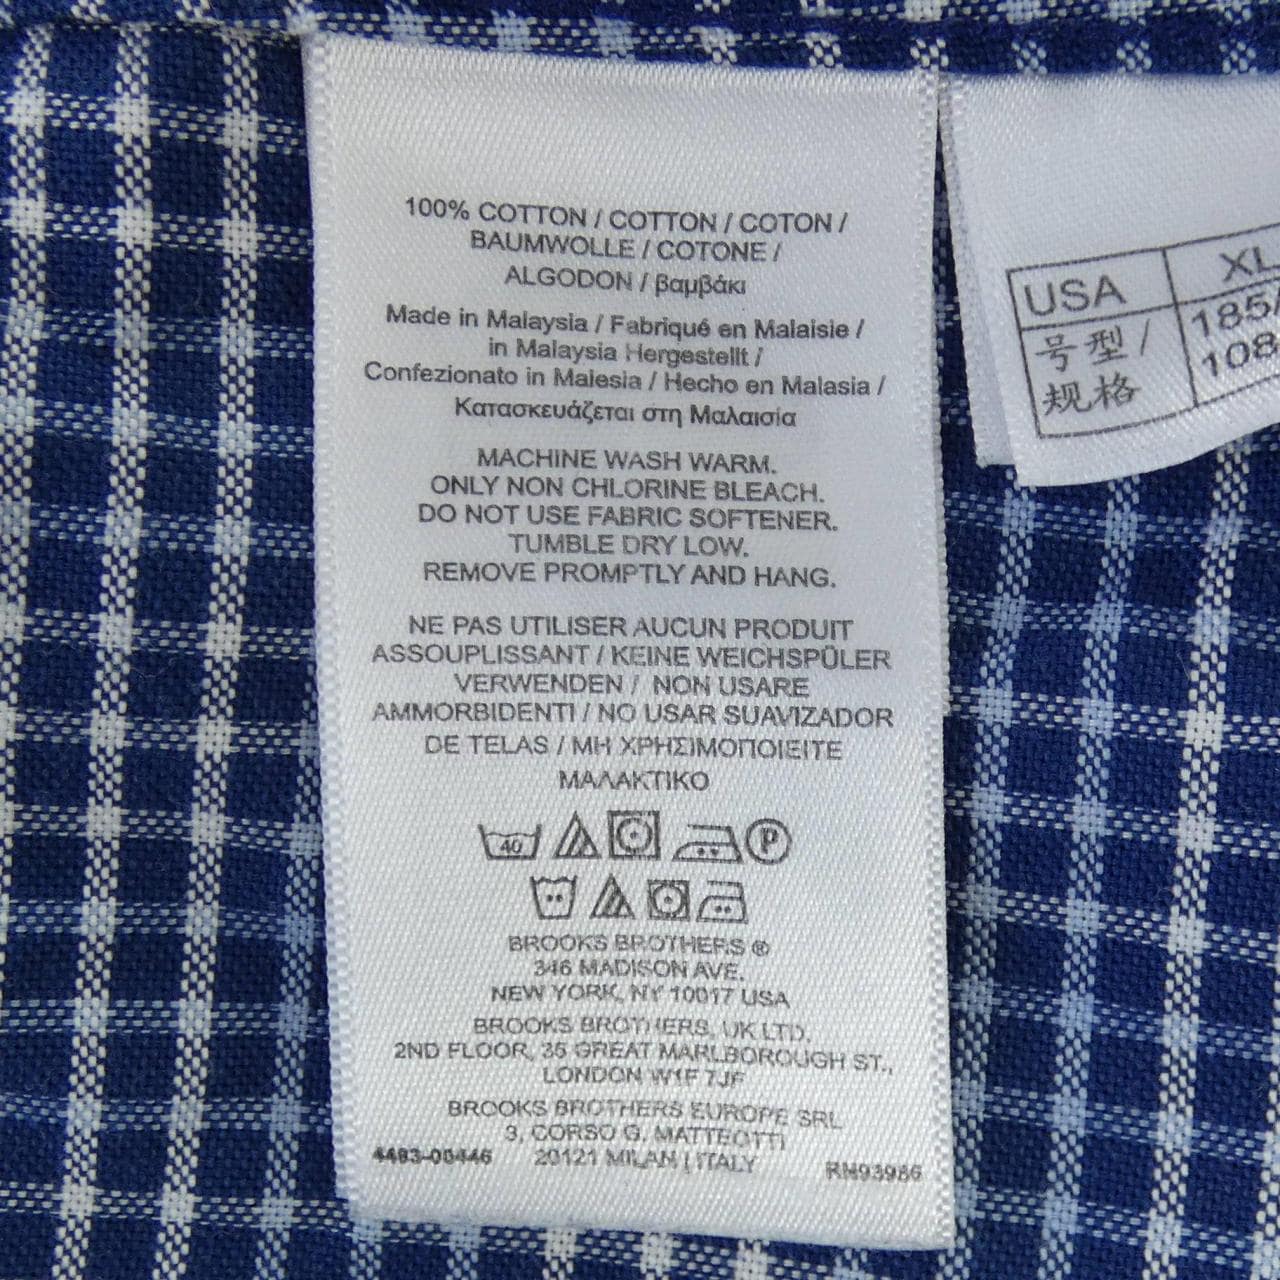 100% COTTON / COTTON / COTON /
BAUMWOLLE / COTONE /
ALGODON / βαμβάκι
Made in Malaysia / Fabriqué en Malaisie /
in Malaysia Hergestellt /
Confezionato in Malesia / Hecho en Malasia /
Κατασκευάζεται στη Μαλαισία
MACHINE WASH WARM.
ONLY NON CHLORINE BLEACH.
DO NOT USE FABRIC SOFTENER.
TUMBLE DRY LOW.
REMOVE PROMPTLY AND HANG.
NE PAS UTILISER AUCUN PRODUIT
ASSOUPLISSANT / KEINE WEICHSPÜLER
VERWENDEN / NON USARE
AMMORBIDENTI / NO USAR SUAVIZADOR
DE TELAS / ΜΗ ΧΡΗΣΙΜΟΠΟΙΕΙΤΕ
ΜΑΛΑΚΤΙΚΟ
40 P
BROOKS BROTHERS ®
346 MADISON AVE.
NEW YORK, NY 10017 USA
BROOKS BROTHERS, UK LTD.
2ND FLOOR, 35 GREAT MARLBOROUGH ST.,
LONDON W1F 7JF
BROOKS BROTHERS EUROPE SRL
3, CORSO G. MATTEOTTI
4493-00446 20121 MILAN | ITALY RN93986
USA XL
号型/ 185/
规格 108